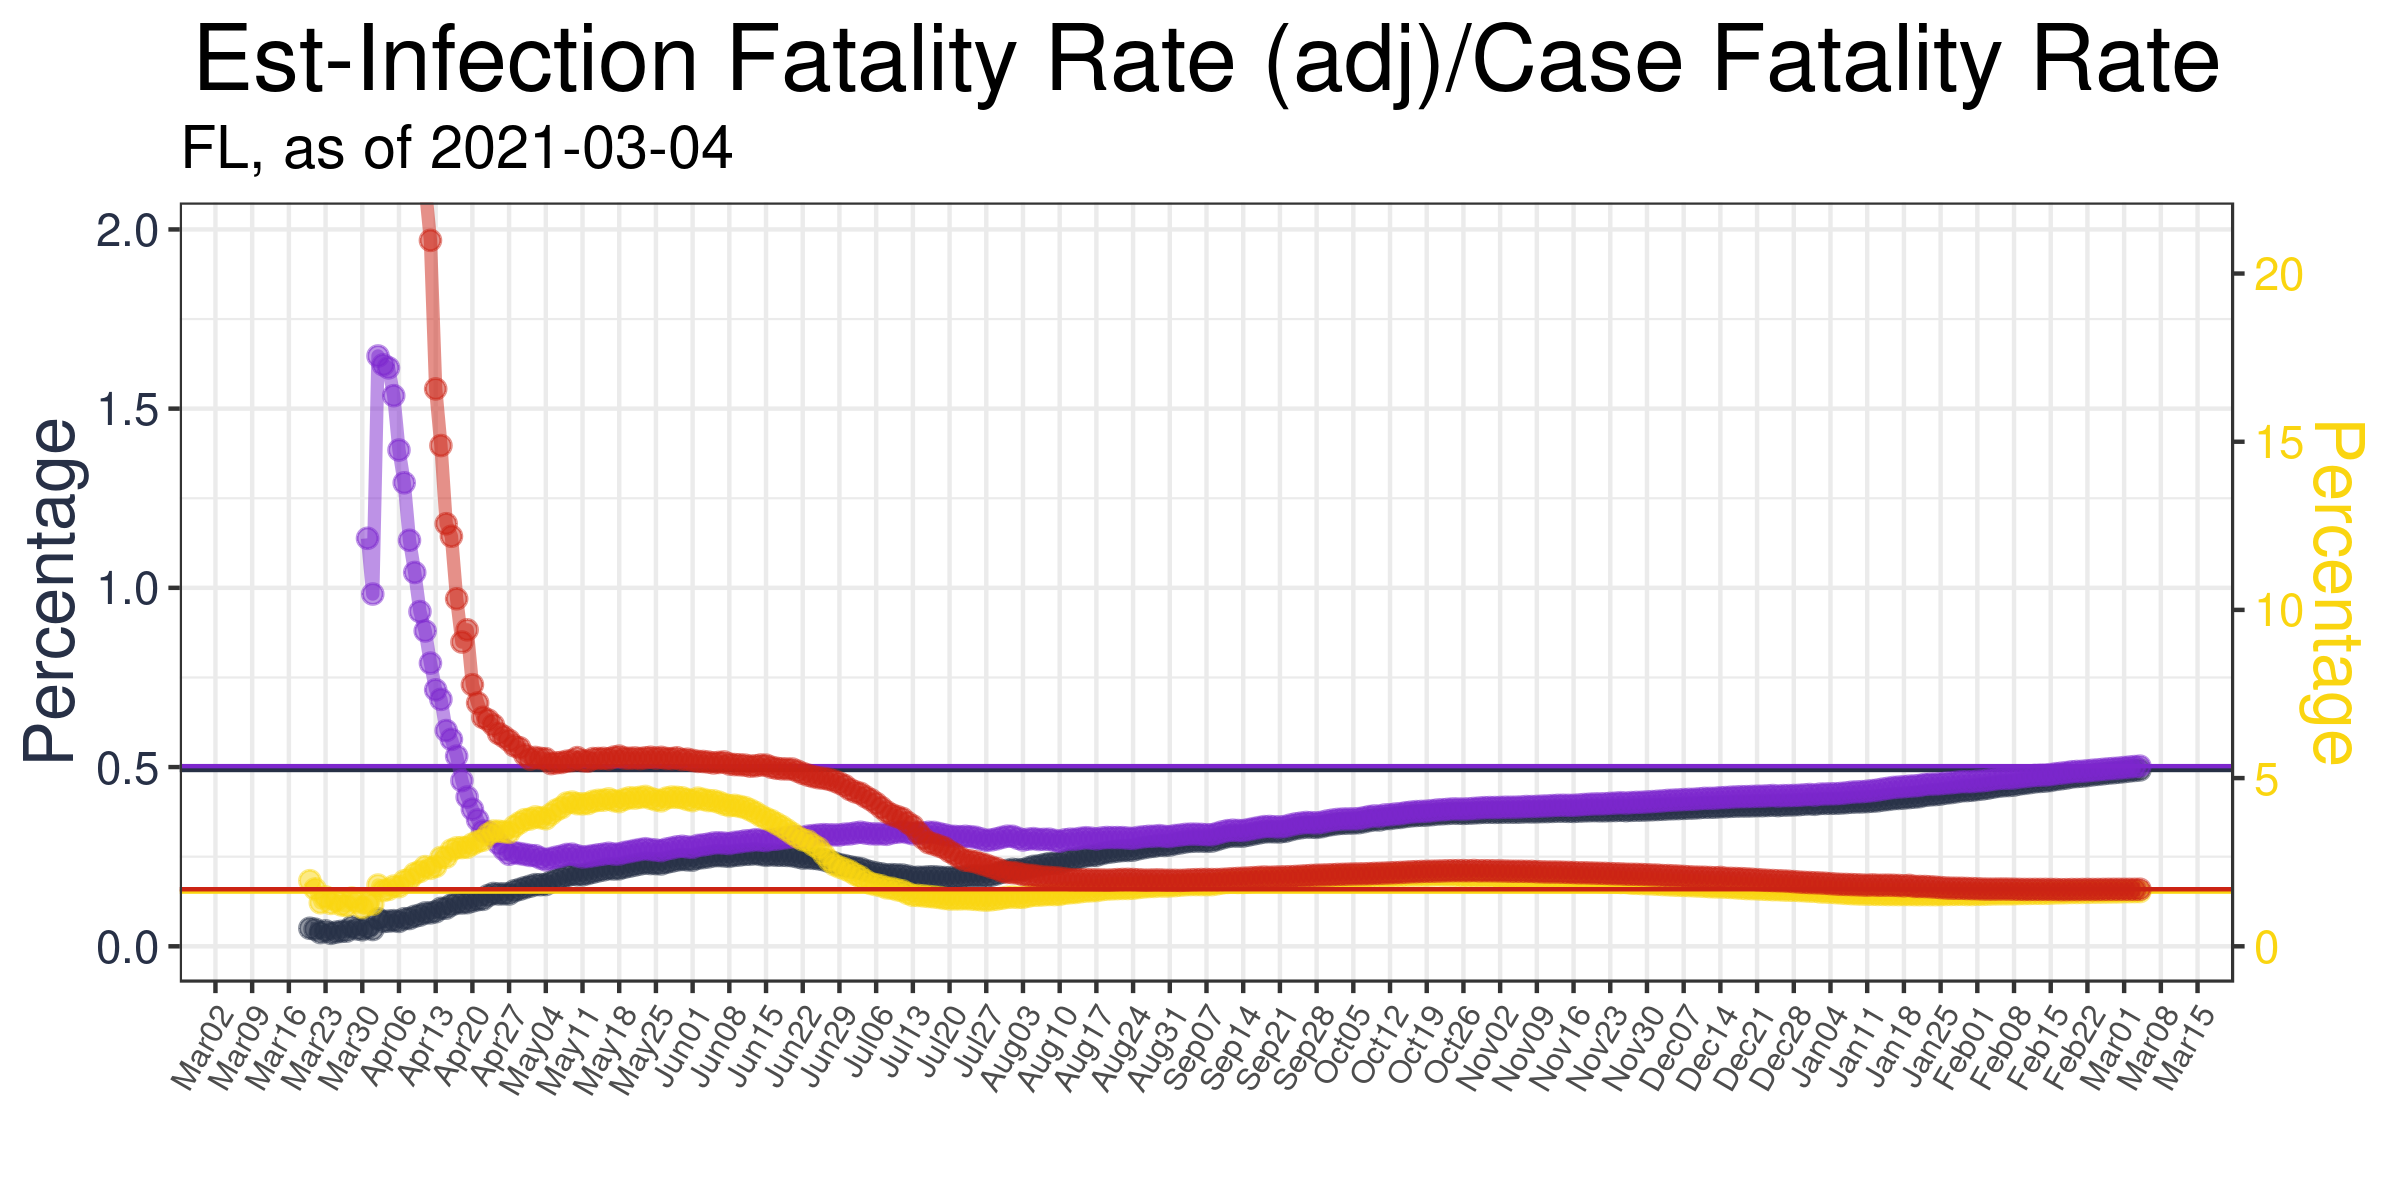 Est-Infection Fatality Rate (adj)/Case Fatality Rate
FL, as of 2021-03-04
Percentage
2.0
1.5
1.0
0.5
0.0
20
15
10
5
0
Percentage
Mar02
Mar09
Mar16
Mar23
Mar30
Apr06
Apr13
Apr20
Apr27
May04
May11
May18
May25
Jun01
Jun08
Jun15
Jun22
Jun29
Jul06
Jul13
Jul20
Jul27
Aug03
Aug10
Aug17
Aug24
Aug31
Sep07
Sep14
Sep21
Sep28
Oct05
Oct12
Oct19
Oct26
Nov02
Nov09
Nov16
Nov23
Nov30
Dec07
Dec14
Dec21
Dec28
Jan04
Jan11
Jan18
Jan25
Feb01
Feb08
Feb15
Feb22
Mar01
Mar08
Mar15